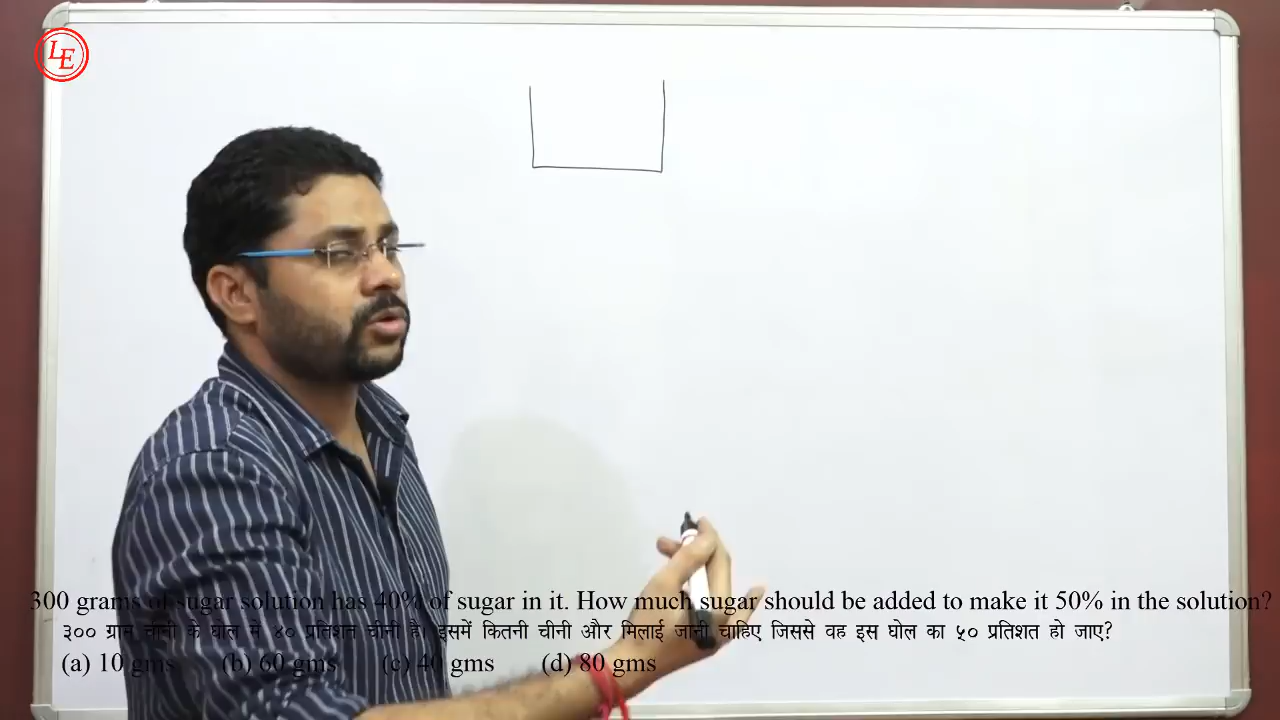 LE
300 grams of sugar solution has 40% of sugar in it. How much sugar should be added to make it 50% in the solution?
३०० ग्राम चीनी के घोल में ४० प्रतिशत चीनी है। इसमें कितनी चीनी और मिलाई जानी चाहिए जिससे वह इस घोल का ५० प्रतिशत हो जाए?
(a) 10 gms (b) 60 gms (c) 40 gms (d) 80 gms